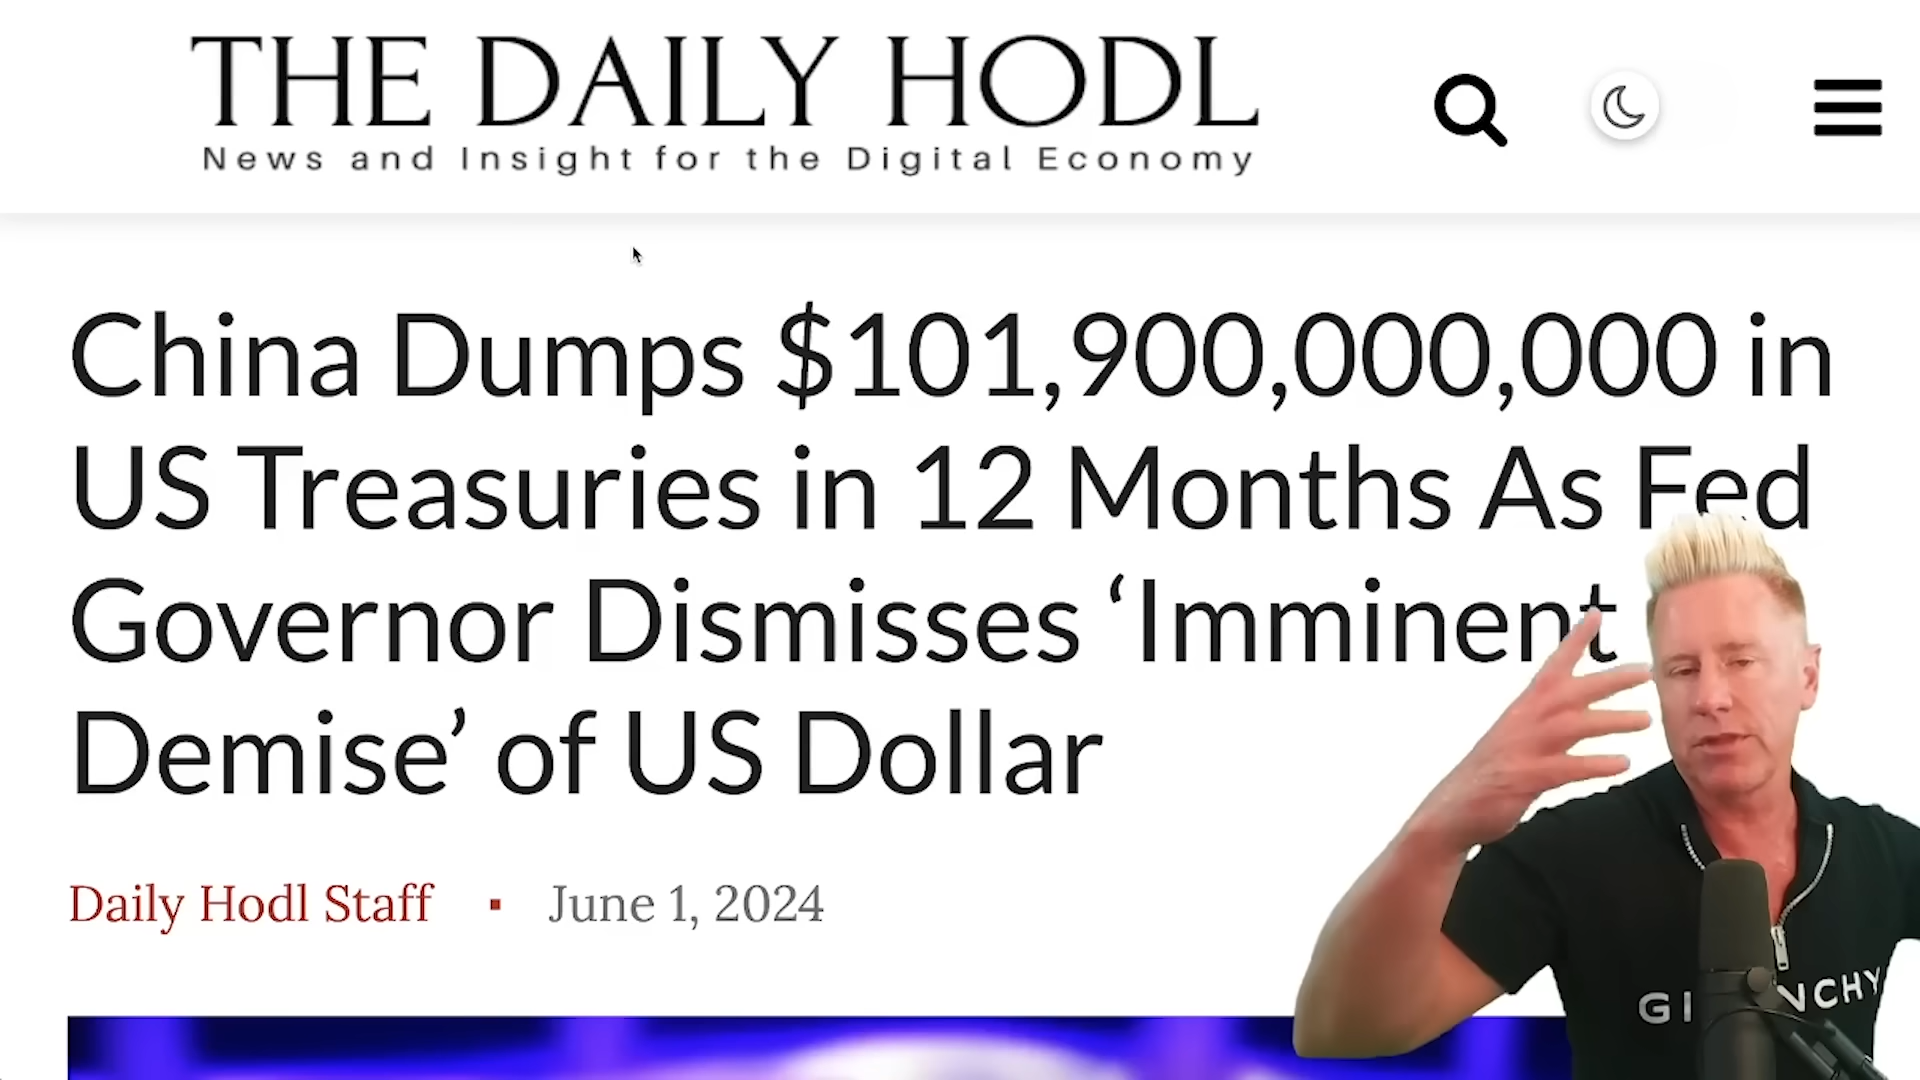 THE DAILY HODL
News and Insight for the Digital Economy
China Dumps $101,900,000,000 in
US Treasuries in 12 Months As Fed
Governor Dismisses ‘Imminent
Demise’ of US Dollar
Daily Hodl Staff ▪ June 1, 2024